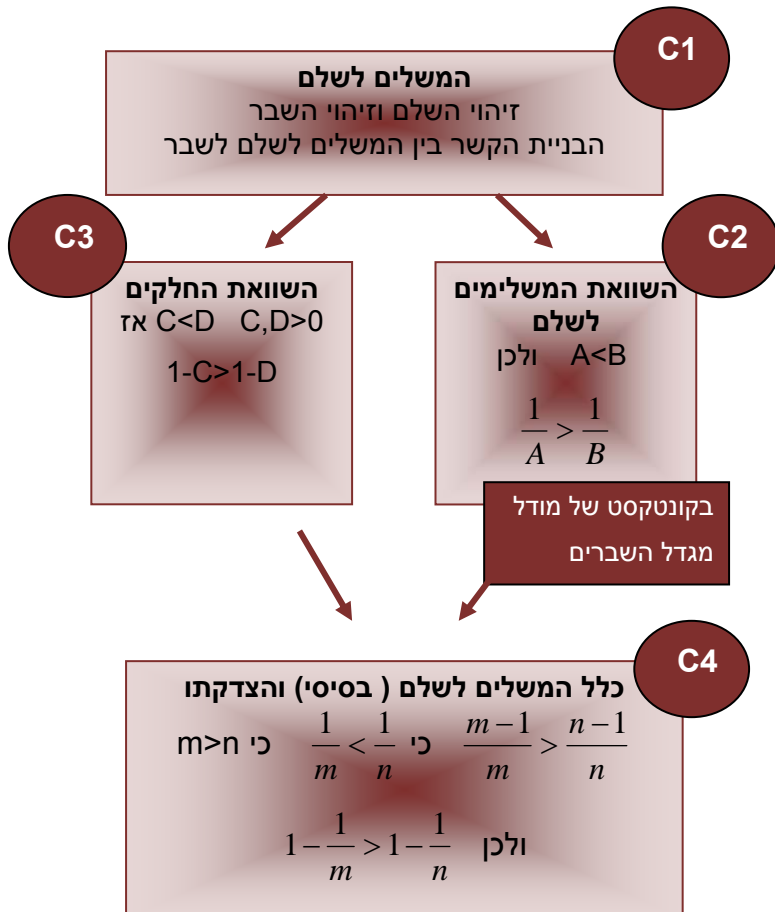 C1
המשלים לשלם
זיהוי השלם וזיהוי השבר
הבניית הקשר בין המשלים לשלם לשבר
C2
השוואת המשלימים
לשלם
A<B ולכן
1/A > 1/B
בקונטקסט של מודל
מגדל השברים
C3
השוואת החלקים
C,D>0 C<D אז
1-C>1-D
C4
כלל המשלים לשלם ( בסיסי) והצדקתו
(m−1)/m > (n−1)/n כי 1/m < 1/n כי m>n
ולכן 1−1/m > 1−1/n